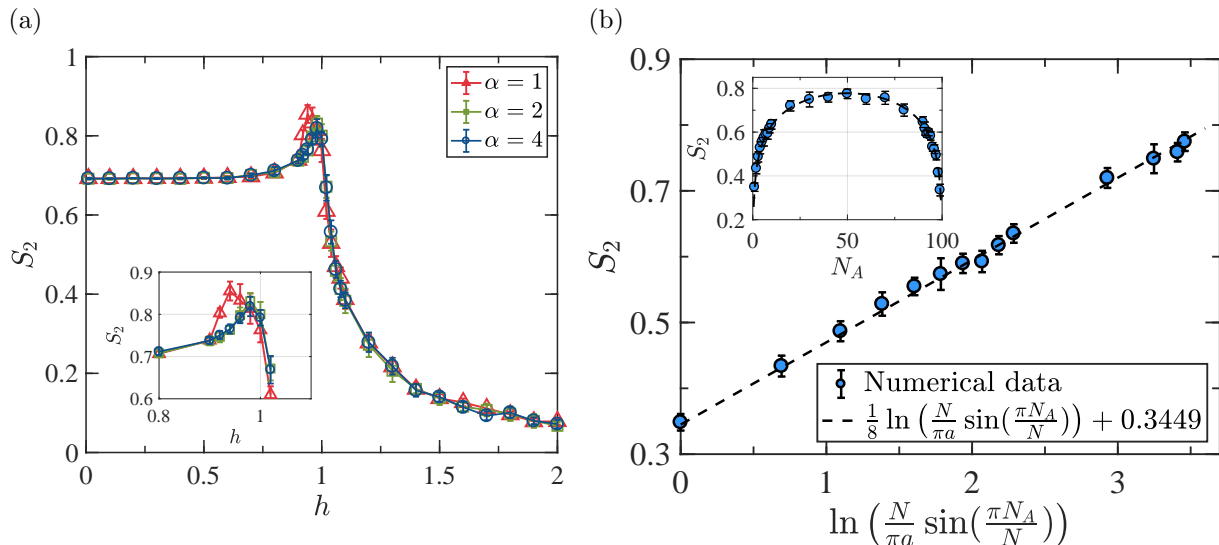 (a)
1
0.8
0.6
0.4
0.2
0
S₂
0
0.5
1
1.5
2
h
α = 1
α = 2
α = 4
0.9
0.8
0.7
0.6
S₂
0.8
1
h
(b)
0.9
0.7
0.5
0.3
S₂
0
1
2
3
ln (N/πa sin(πN_A/N))
0.8
0.6
0.4
0.2
S₂
0
50
100
N_A
Numerical data
1/8 ln (N/πa sin(πN_A/N)) + 0.3449